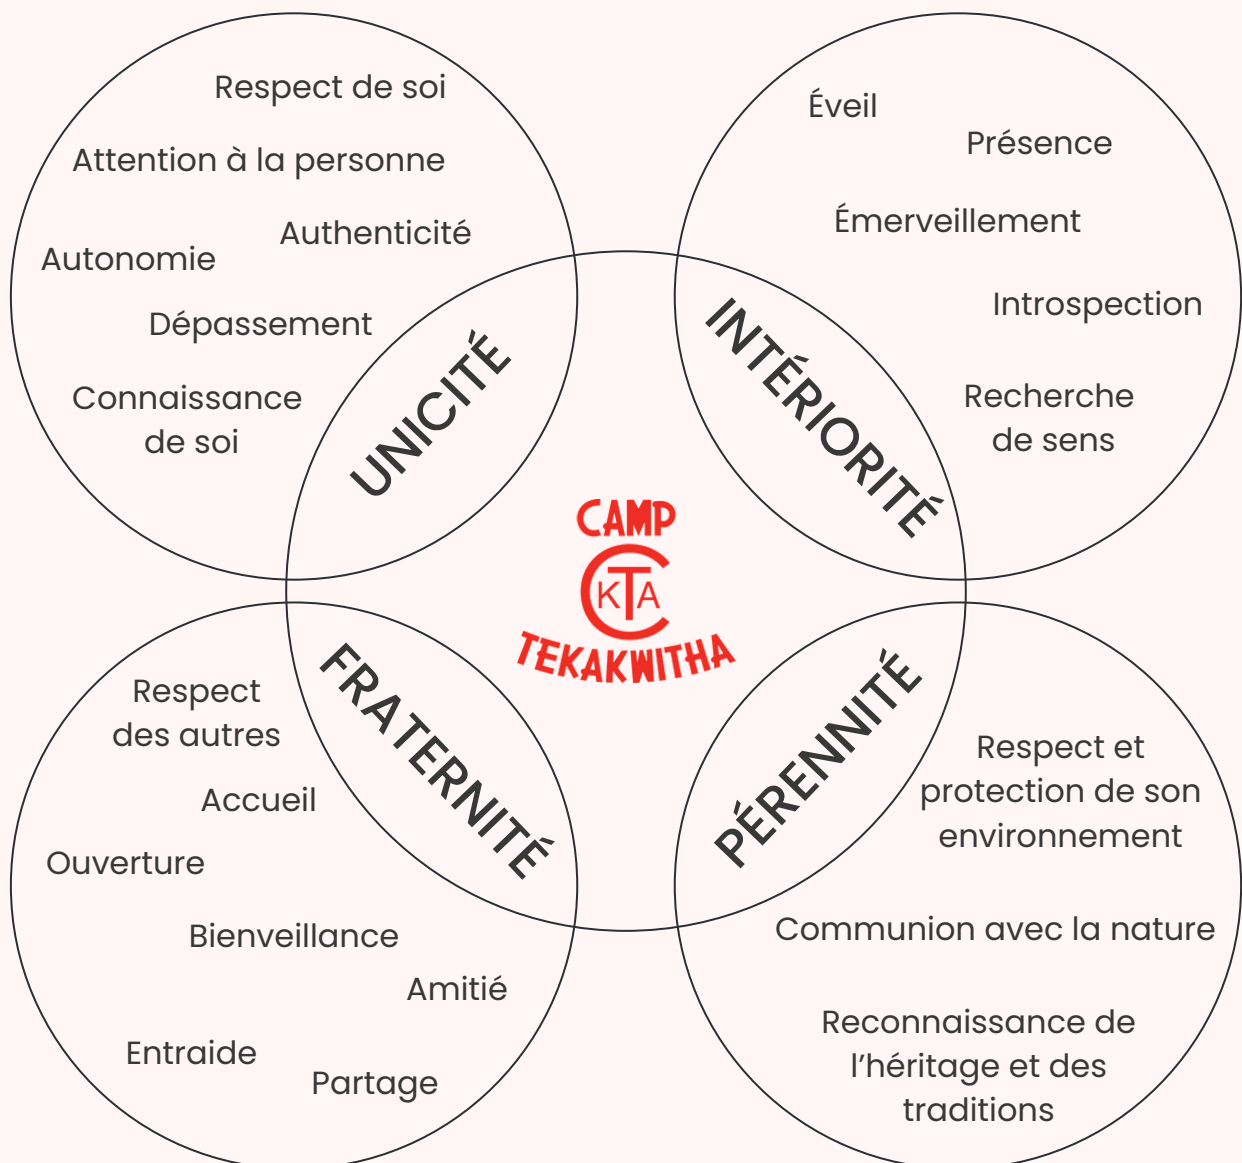 Respect de soi
Attention à la personne
Authenticité
Autonomie
Dépassement
Connaissance
de soi
UNICITÉ
Éveil
Présence
Émerveillement
Introspection
Recherche
de sens
INTÉRIORITÉ
CAMP
CKTA
TEKAKWITHA
FRATERNITÉ
Respect
des autres
Accueil
Ouverture
Bienveillance
Amitié
Entraide
Partage
PÉRENNITÉ
Respect et
protection de son
environnement
Communion avec la nature
Reconnaissance de
l'héritage et des
traditions